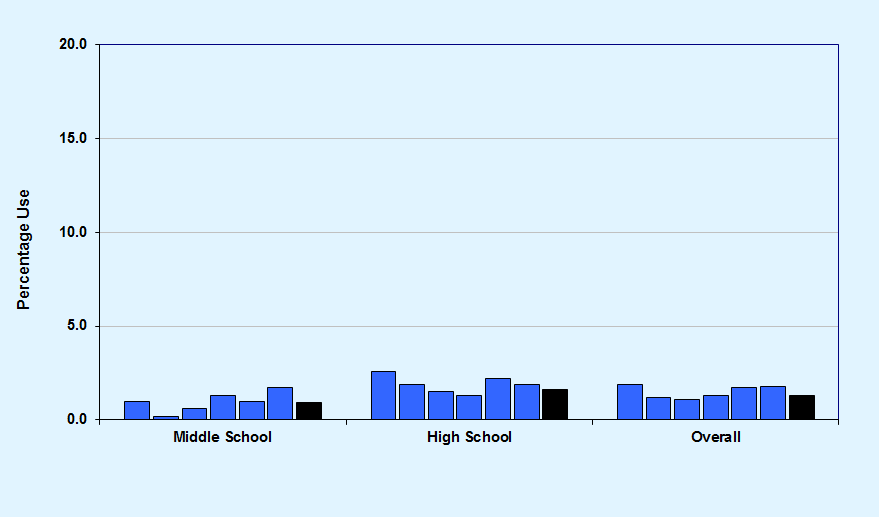 20.0
15.0
10.0
5.0
0.0
Percentage Use
Middle School
High School
Overall